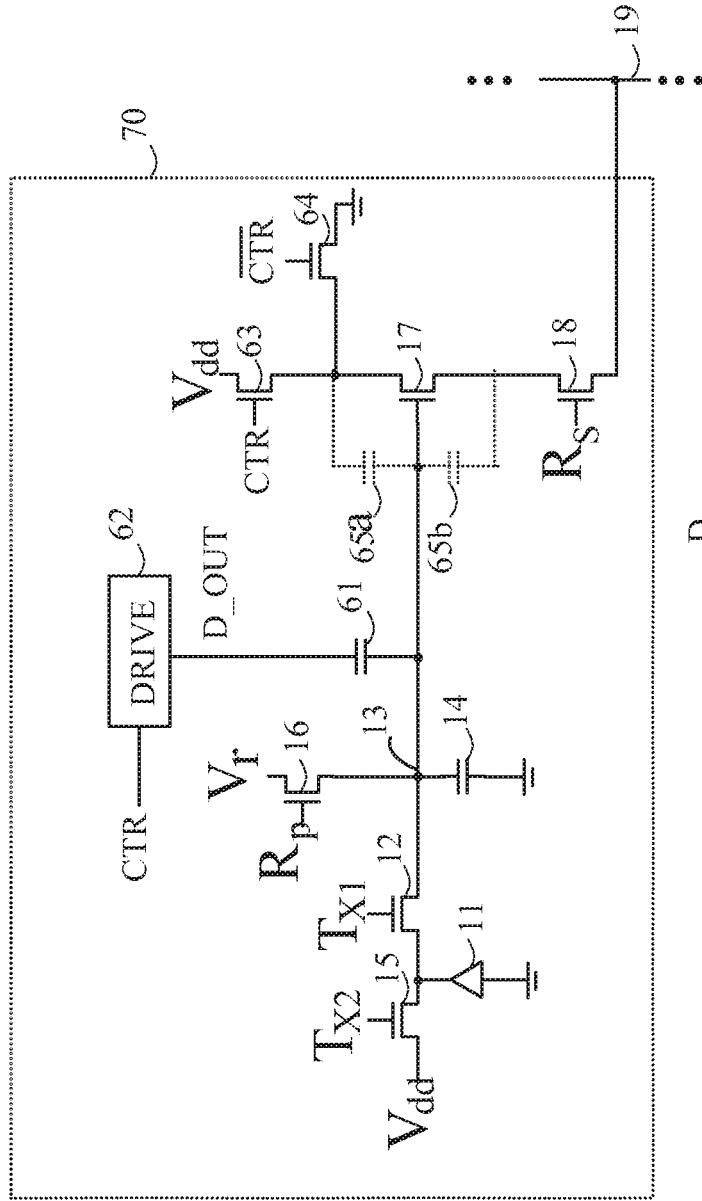 70
CTR
DRIVE
62
D_OUT
Vdd
CTR
63
CTR
64
Vr
16
Rp
61
65a
65b
17
TX2
TX1
15
12
13
Vdd
11
14
RS
18
19
D